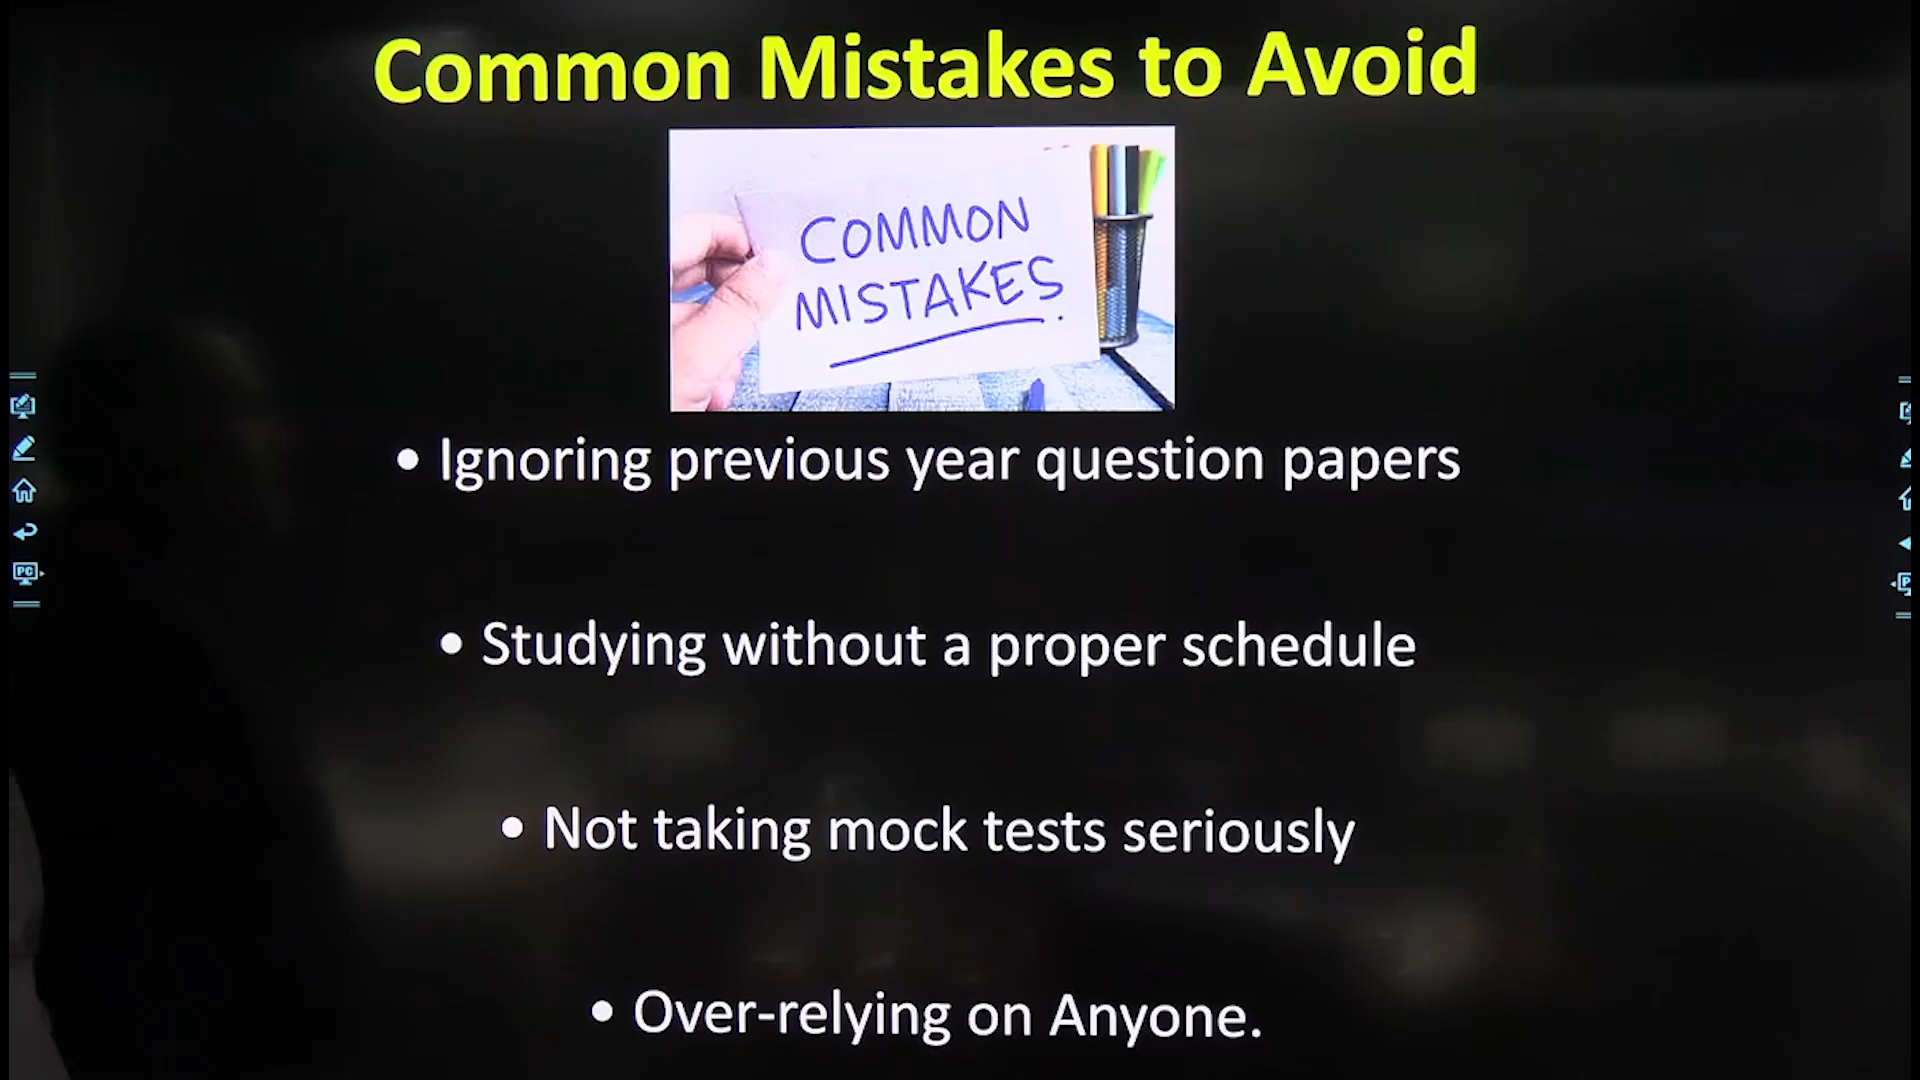 Common Mistakes to Avoid
COMMON
MISTAKES.
• Ignoring previous year question papers
• Studying without a proper schedule
• Not taking mock tests seriously
• Over-relying on Anyone.
PC